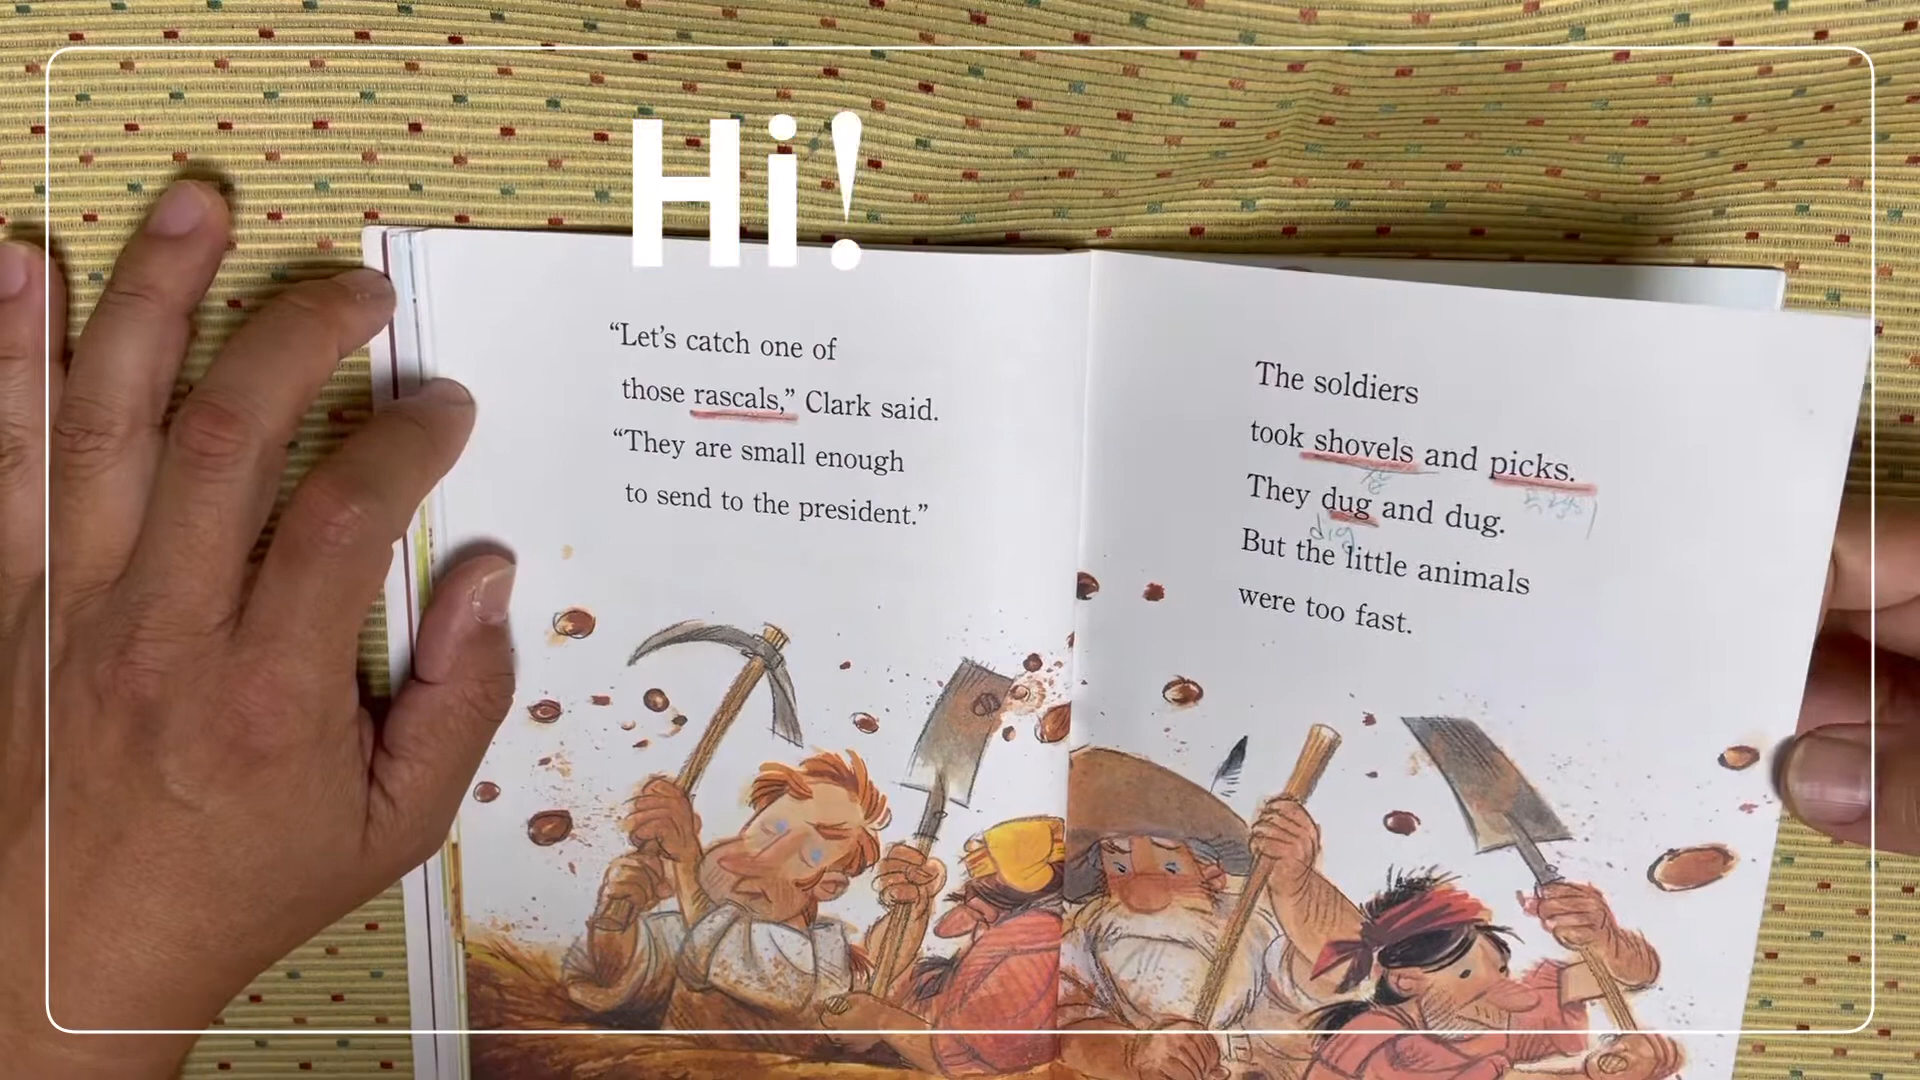 Hi!
“Let’s catch one of
those rascals,” Clark said.
“They are small enough
to send to the president.”
The soldiers
took shovels and picks.
They dug and dug.
dig
But the little animals
were too fast.